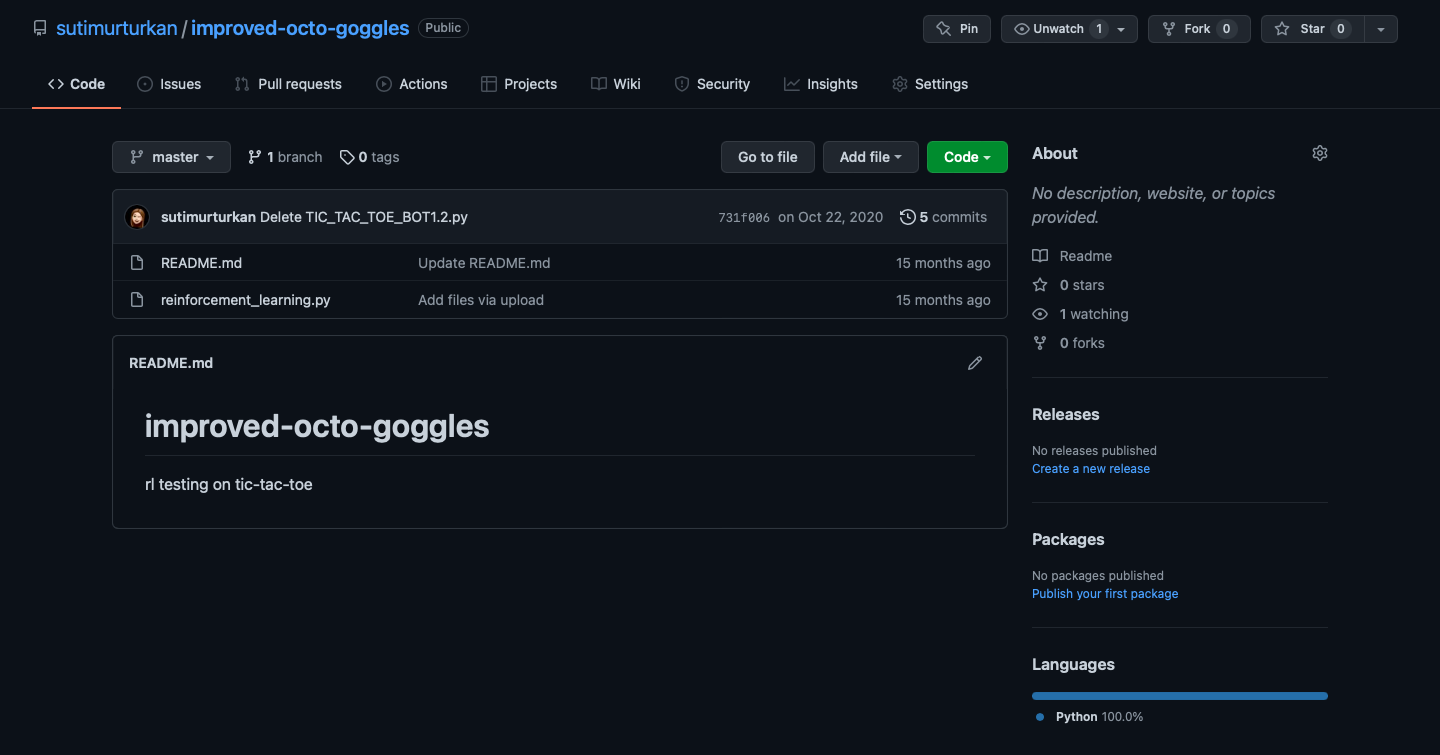 sutimurturkan / improved-octo-goggles Public Pin Unwatch 1 Fork 0 Star 0
Code Issues Pull requests Actions Projects Wiki Security Insights Settings
master 1 branch 0 tags Go to file Add file Code
sutimurturkan Delete TIC_TAC_TOE_BOT1.2.py 731f006 on Oct 22, 2020 5 commits
README.md Update README.md 15 months ago
reinforcement_learning.py Add files via upload 15 months ago
README.md
improved-octo-goggles
rl testing on tic-tac-toe
About
No description, website, or topics
provided.
Readme
0 stars
1 watching
0 forks
Releases
No releases published
Create a new release
Packages
No packages published
Publish your first package
Languages
Python 100.0%